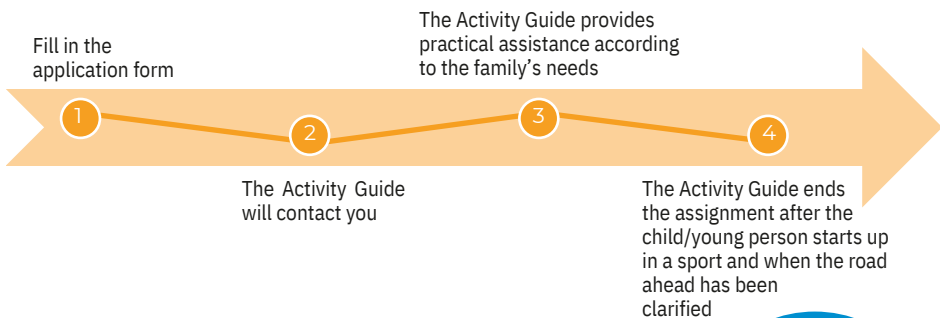 Fill in the
application form
1
The Activity Guide
will contact you
2
The Activity Guide provides
practical assistance according
to the family's needs
3
The Activity Guide ends
the assignment after the
child/young person starts up
in a sport and when the road
ahead has been
clarified
4